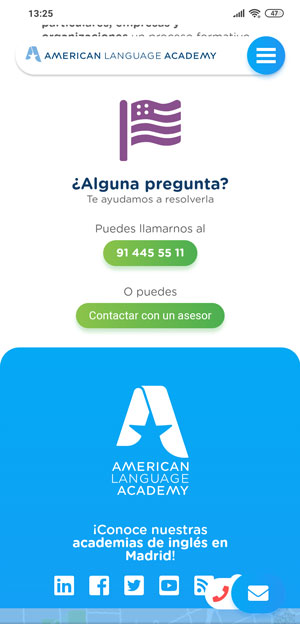 13:25
47
particulares, empresas y
organizaciones un proceso formativo
AMERICAN LANGUAGE ACADEMY
¿Alguna pregunta?
Te ayudamos a resolverla
Puedes llamarnos al
91 445 55 11
O puedes
Contactar con un asesor
AMERICAN
LANGUAGE
ACADEMY
¡Conoce nuestras
academias de inglés en
Madrid!